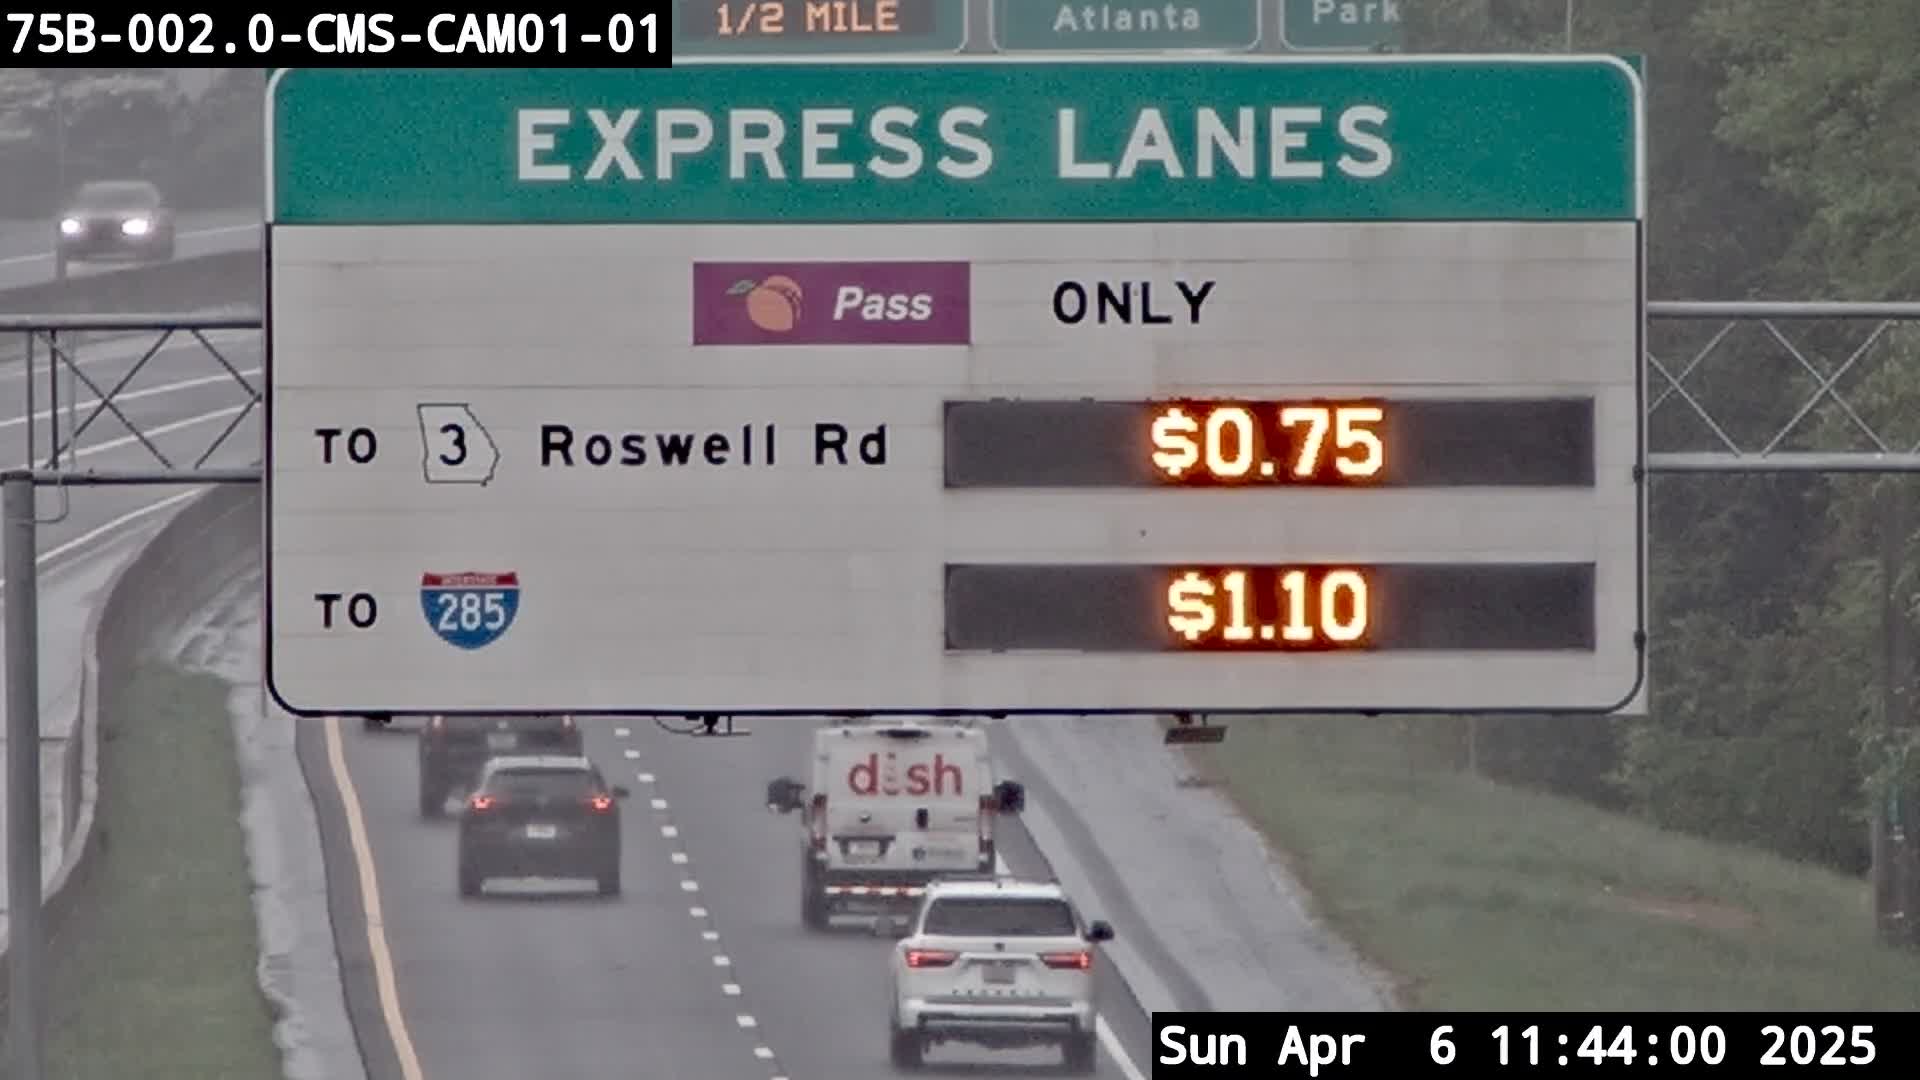 75B-002.0-CMS-CAM01-01
1/2 MILE
Atlanta
Park
EXPRESS LANES
Pass ONLY
TO 3 Roswell Rd $0.75
TO INTERSTATE 285 $1.10
dish
Sun Apr 6 11:44:00 2025